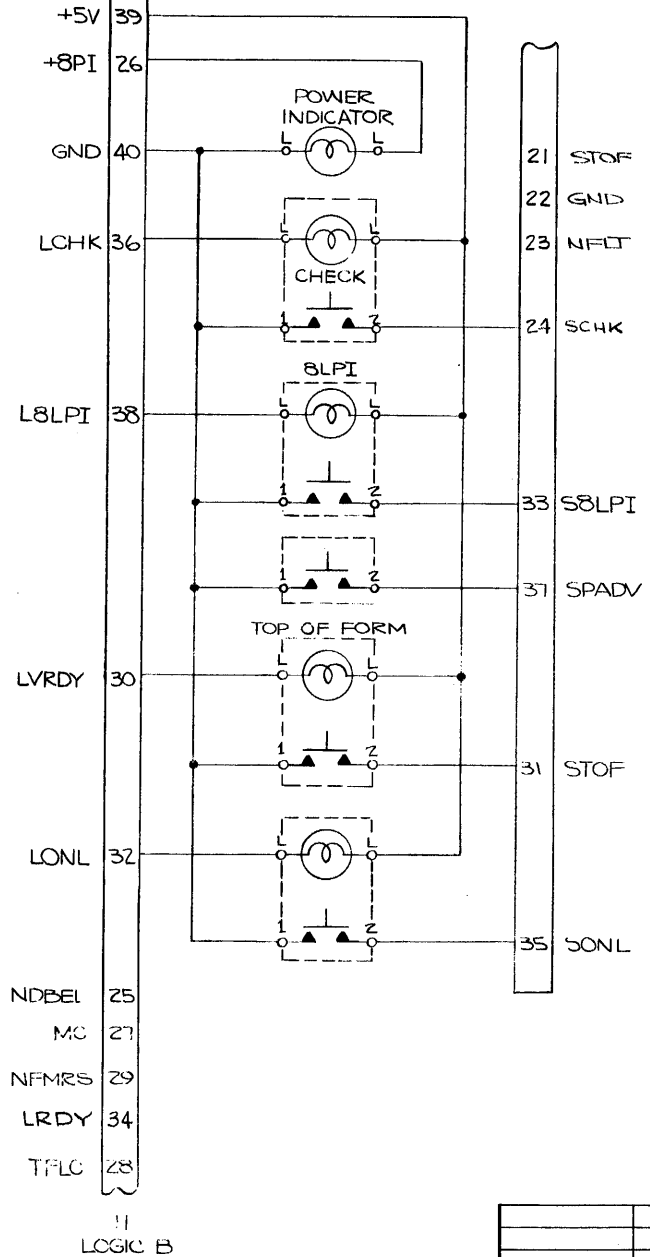 +5V 39
+8PI 26
POWER
INDICATOR
GND 40 L L
21 STOF
22 GND
LCHK 36 L L 23 NFLT
CHECK
1 2 24 SCHK
8LPI
L8LPI 38 L L
1 2 33 S8LPI
1 2 37 SPADV
TOP OF FORM
LVRDY 30 L L
1 2 31 STOF
LONL 32 L L
1 2 35 SONL
NDBEL 25
MC 27
NFMRS 29
LRDY 34
28
LOGIC B